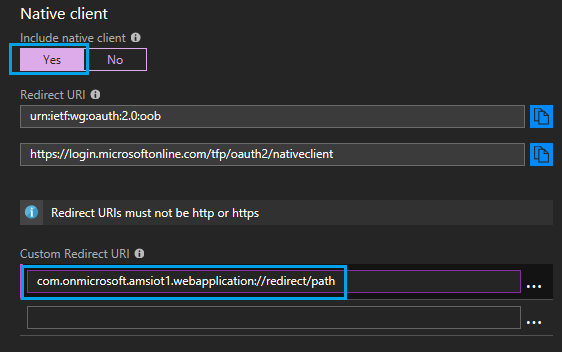 Native client
Include native client
Yes No
Redirect URI
urn:ietf:wg:oauth:2.0:oob
https://login.microsoftonline.com/tfp/oauth2/nativeclient
Redirect URIs must not be http or https
Custom Redirect URI
com.onmicrosoft.amsiot1.webapplication://redirect/path